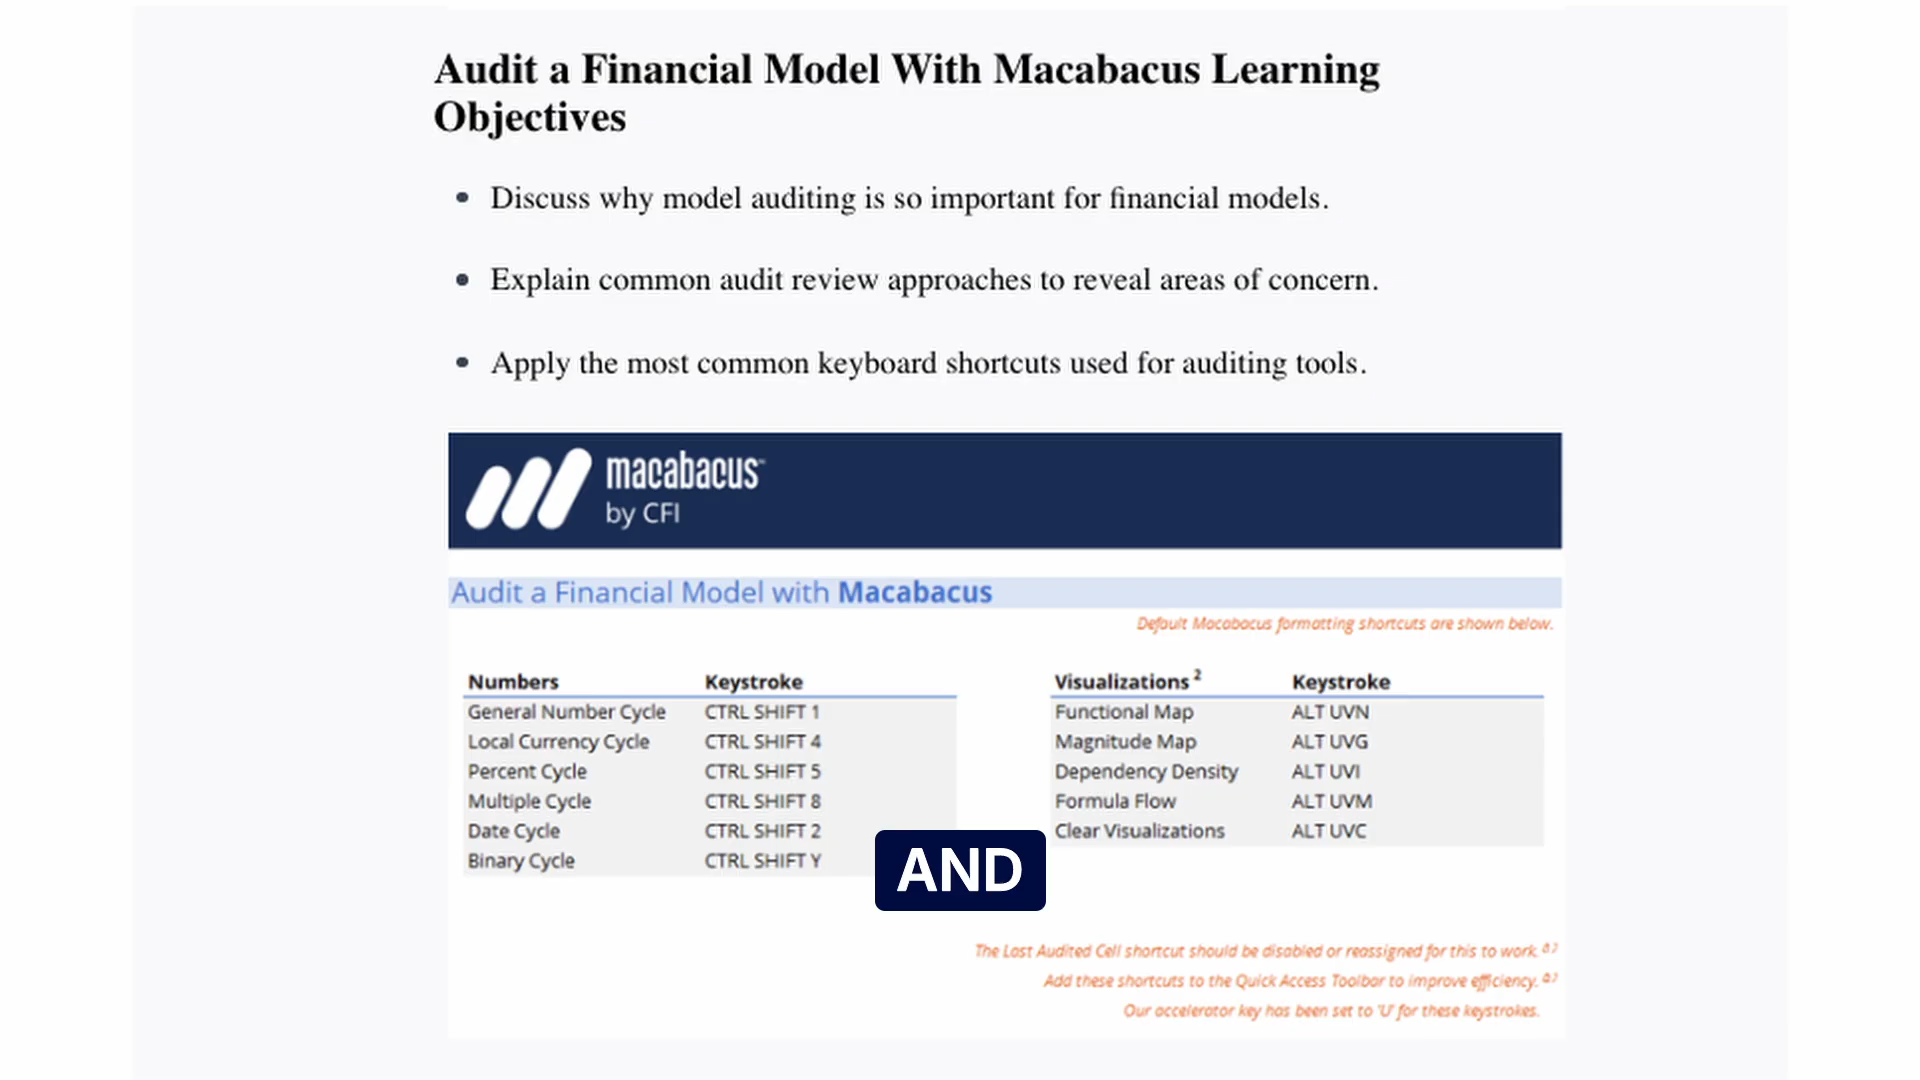 Audit a Financial Model With Macabacus Learning
Objectives
• Discuss why model auditing is so important for financial models.
• Explain common audit review approaches to reveal areas of concern.
• Apply the most common keyboard shortcuts used for auditing tools.
macabacus™
by CFI
Audit a Financial Model with Macabacus
Default Macabacus formatting shortcuts are shown below.
Numbers Keystroke
General Number Cycle CTRL SHIFT 1
Local Currency Cycle CTRL SHIFT 4
Percent Cycle CTRL SHIFT 5
Multiple Cycle CTRL SHIFT 8
Date Cycle CTRL SHIFT 2
Binary Cycle CTRL SHIFT Y
Visualizations ² Keystroke
Functional Map ALT UVN
Magnitude Map ALT UVG
Dependency Density ALT UVI
Formula Flow ALT UVM
Clear Visualizations ALT UVC
AND
The Last Audited Cell shortcut should be disabled or reassigned for this to work.
Add these shortcuts to the Quick Access Toolbar to improve efficiency.
Our accelerator key has been set to 'U' for these keystrokes.